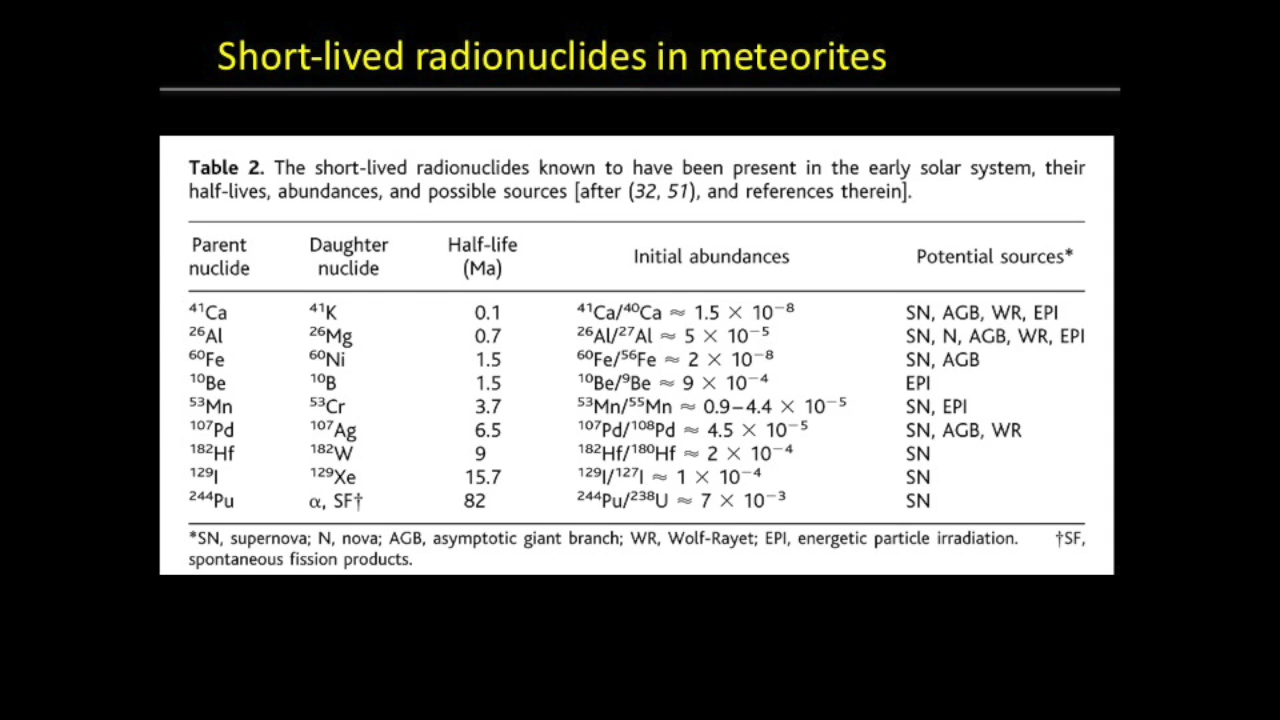 Short-lived radionuclides in meteorites
Table 2. The short-lived radionuclides known to have been present in the early solar system, their
half-lives, abundances, and possible sources [after (32, 51), and references therein].
Parent nuclide Daughter nuclide Half-life (Ma) Initial abundances Potential sources*
⁴¹Ca ⁴¹K 0.1 ⁴¹Ca/⁴⁰Ca ≈ 1.5 × 10⁻⁸ SN, AGB, WR, EPI
²⁶Al ²⁶Mg 0.7 ²⁶Al/²⁷Al ≈ 5 × 10⁻⁵ SN, N, AGB, WR, EPI
⁶⁰Fe ⁶⁰Ni 1.5 ⁶⁰Fe/⁵⁶Fe ≈ 2 × 10⁻⁸ SN, AGB
¹⁰Be ¹⁰B 1.5 ¹⁰Be/⁹Be ≈ 9 × 10⁻⁴ EPI
⁵³Mn ⁵³Cr 3.7 ⁵³Mn/⁵⁵Mn ≈ 0.9–4.4 × 10⁻⁵ SN, EPI
¹⁰⁷Pd ¹⁰⁷Ag 6.5 ¹⁰⁷Pd/¹⁰⁸Pd ≈ 4.5 × 10⁻⁵ SN, AGB, WR
¹⁸²Hf ¹⁸²W 9 ¹⁸²Hf/¹⁸⁰Hf ≈ 2 × 10⁻⁴ SN
¹²⁹I ¹²⁹Xe 15.7 ¹²⁹I/¹²⁷I ≈ 1 × 10⁻⁴ SN
²⁴⁴Pu α, SF† 82 ²⁴⁴Pu/²³⁸U ≈ 7 × 10⁻³ SN
*SN, supernova; N, nova; AGB, asymptotic giant branch; WR, Wolf-Rayet; EPI, energetic particle irradiation. †SF,
spontaneous fission products.